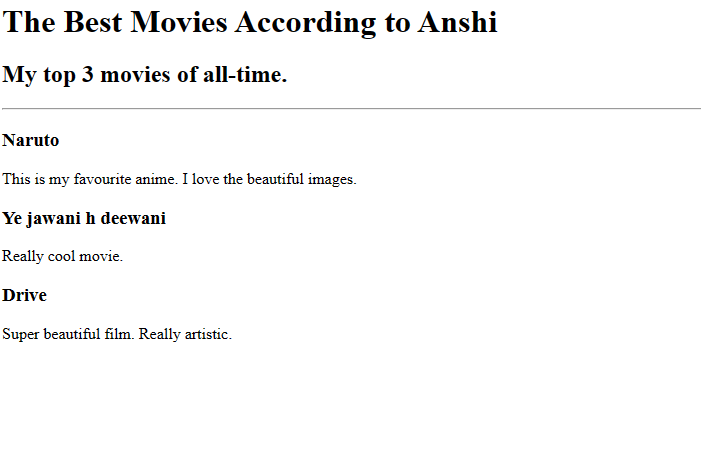 The Best Movies According to Anshi
My top 3 movies of all-time.
Naruto
This is my favourite anime. I love the beautiful images.
Ye jawani h deewani
Really cool movie.
Drive
Super beautiful film. Really artistic.